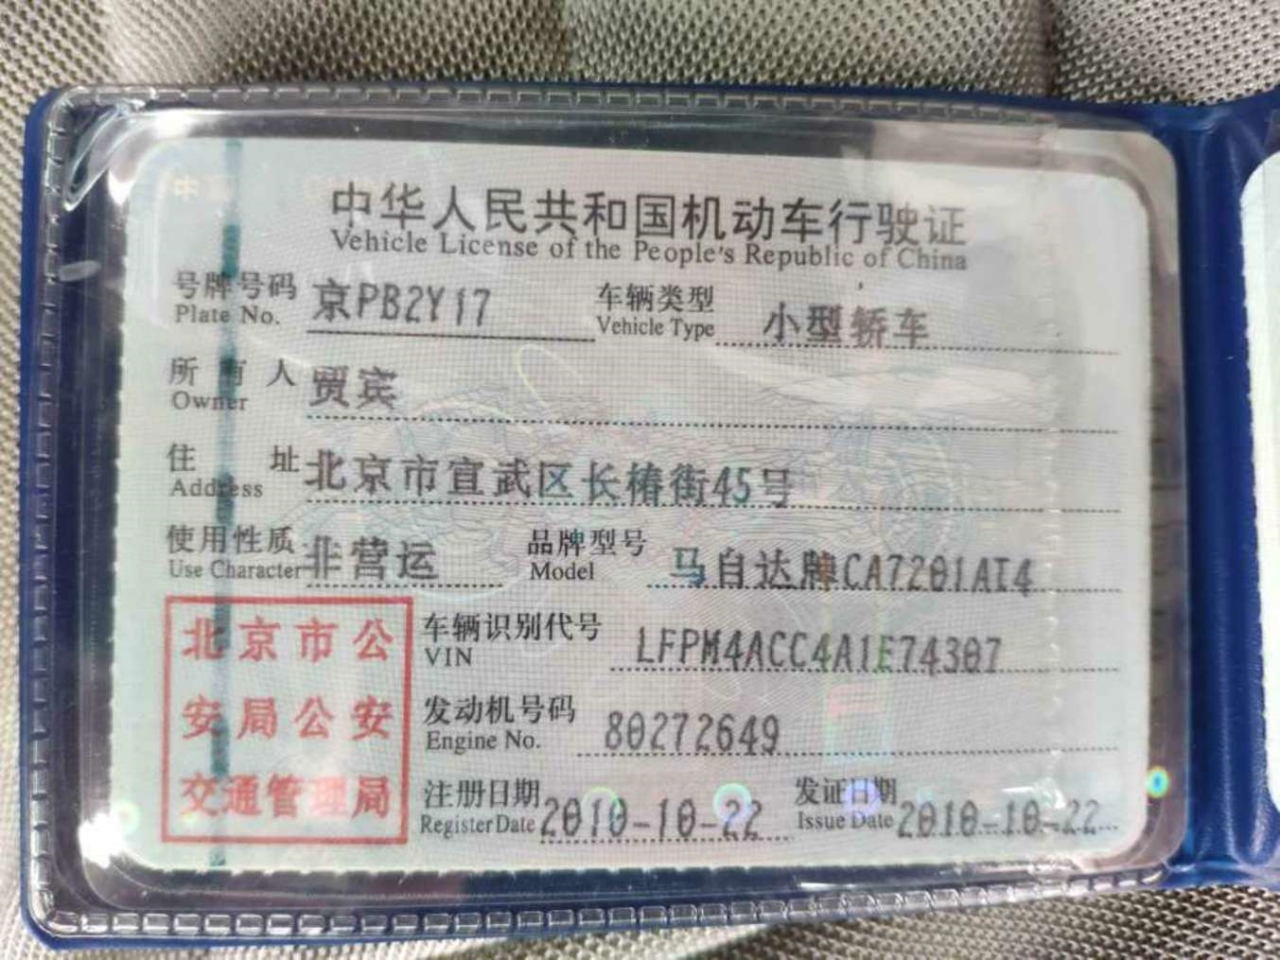 中华人民共和国机动车行驶证
Vehicle License of the People's Republic of China
号牌号码 京PB2Y17 车辆类型 小型轿车
Plate No. Vehicle Type
所有人 贾宾
Owner
住址 北京市宣武区长椿街45号
Address
使用性质 非营运 品牌型号 马自达牌CA7201AT4
Use Character Model
北京市公
安局公安
交通管理局
车辆识别代号 LFPM4ACC4A1E74307
VIN
发动机号码 80272649
Engine No.
注册日期 2010-10-22 发证日期 2010-10-22
Register Date Issue Date